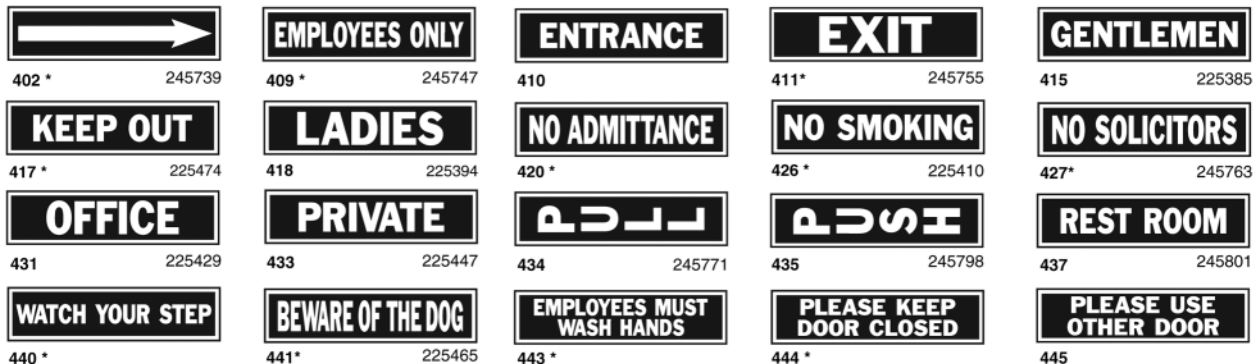 EMPLOYEES ONLY
ENTRANCE
EXIT
GENTLEMEN
402 * 245739
409 * 245747
410
411* 245755
415 225385
KEEP OUT
LADIES
NO ADMITTANCE
NO SMOKING
NO SOLICITORS
417 * 225474
418 225394
420 *
426 * 225410
427* 245763
OFFICE
PRIVATE
PULL
PUSH
REST ROOM
431 225429
433 225447
434 245771
435 245798
437 245801
WATCH YOUR STEP
BEWARE OF THE DOG
EMPLOYEES MUST
WASH HANDS
PLEASE KEEP
DOOR CLOSED
PLEASE USE
OTHER DOOR
440 *
441* 225465
443 *
444 *
445